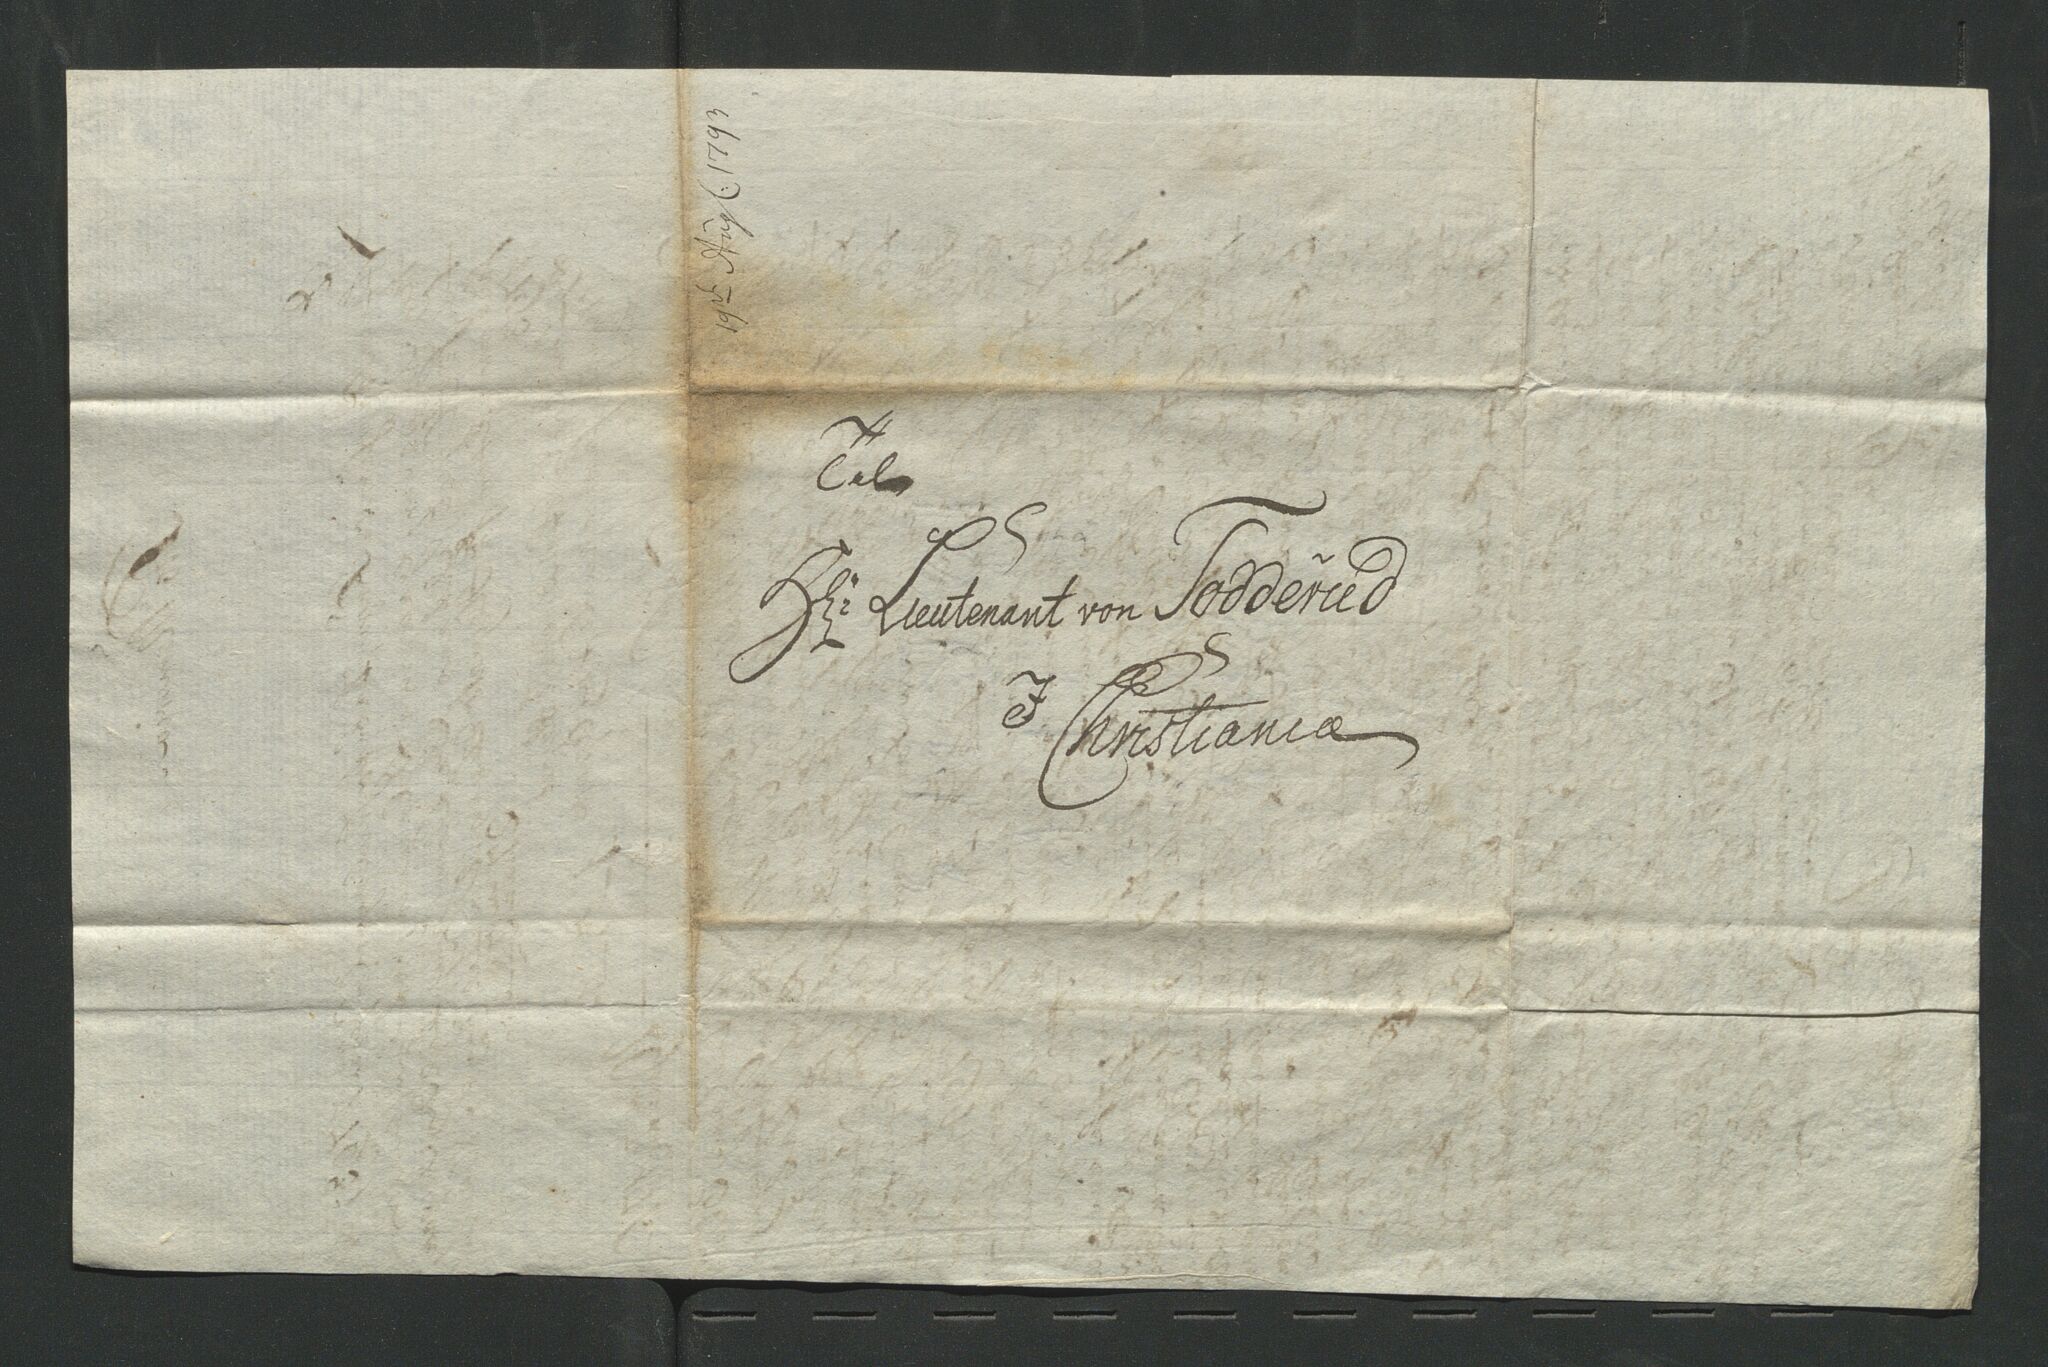 19de Aug: 1793
Til
Hr: Lieutenant von Todderud
I Christiania